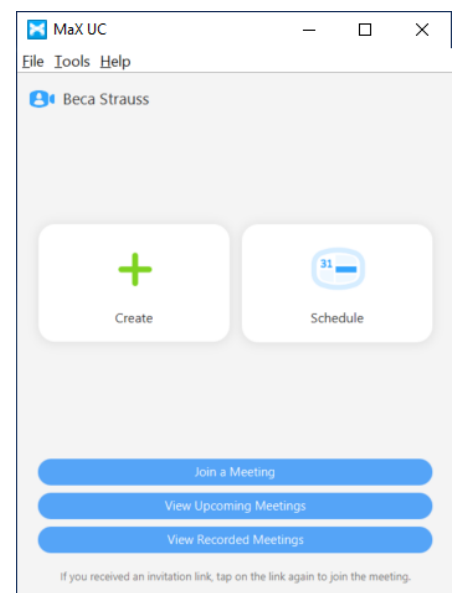 MaX UC
File Tools Help
Beca Strauss
31
Create
Schedule
Join a Meeting
View Upcoming Meetings
View Recorded Meetings
If you received an invitation link, tap on the link again to join the meeting.